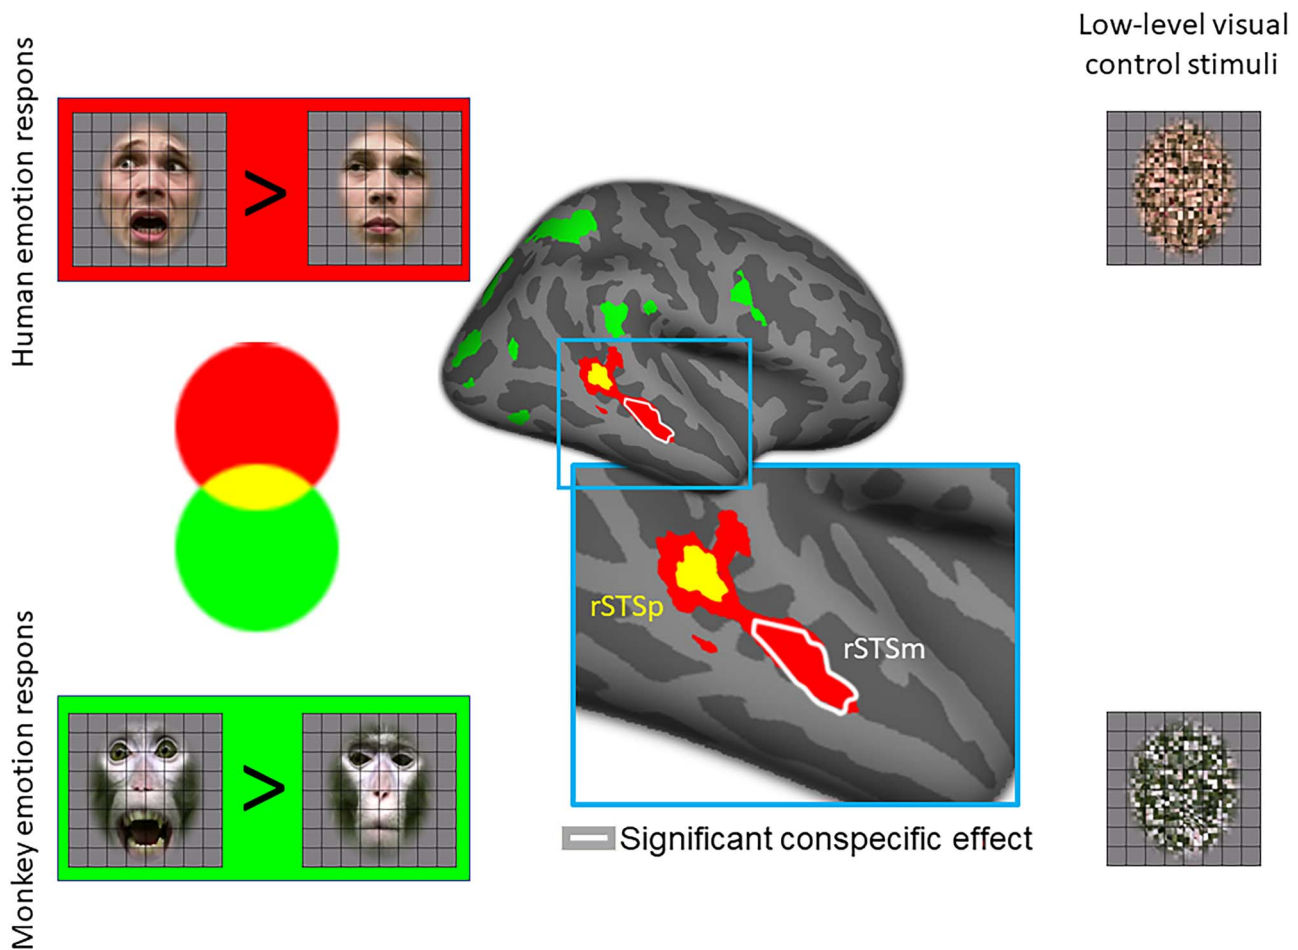 Low-level visual
control stimuli
Human emotion respons
>
rSTSp
rSTSm
Monkey emotion respons
>
Significant conspecific effect